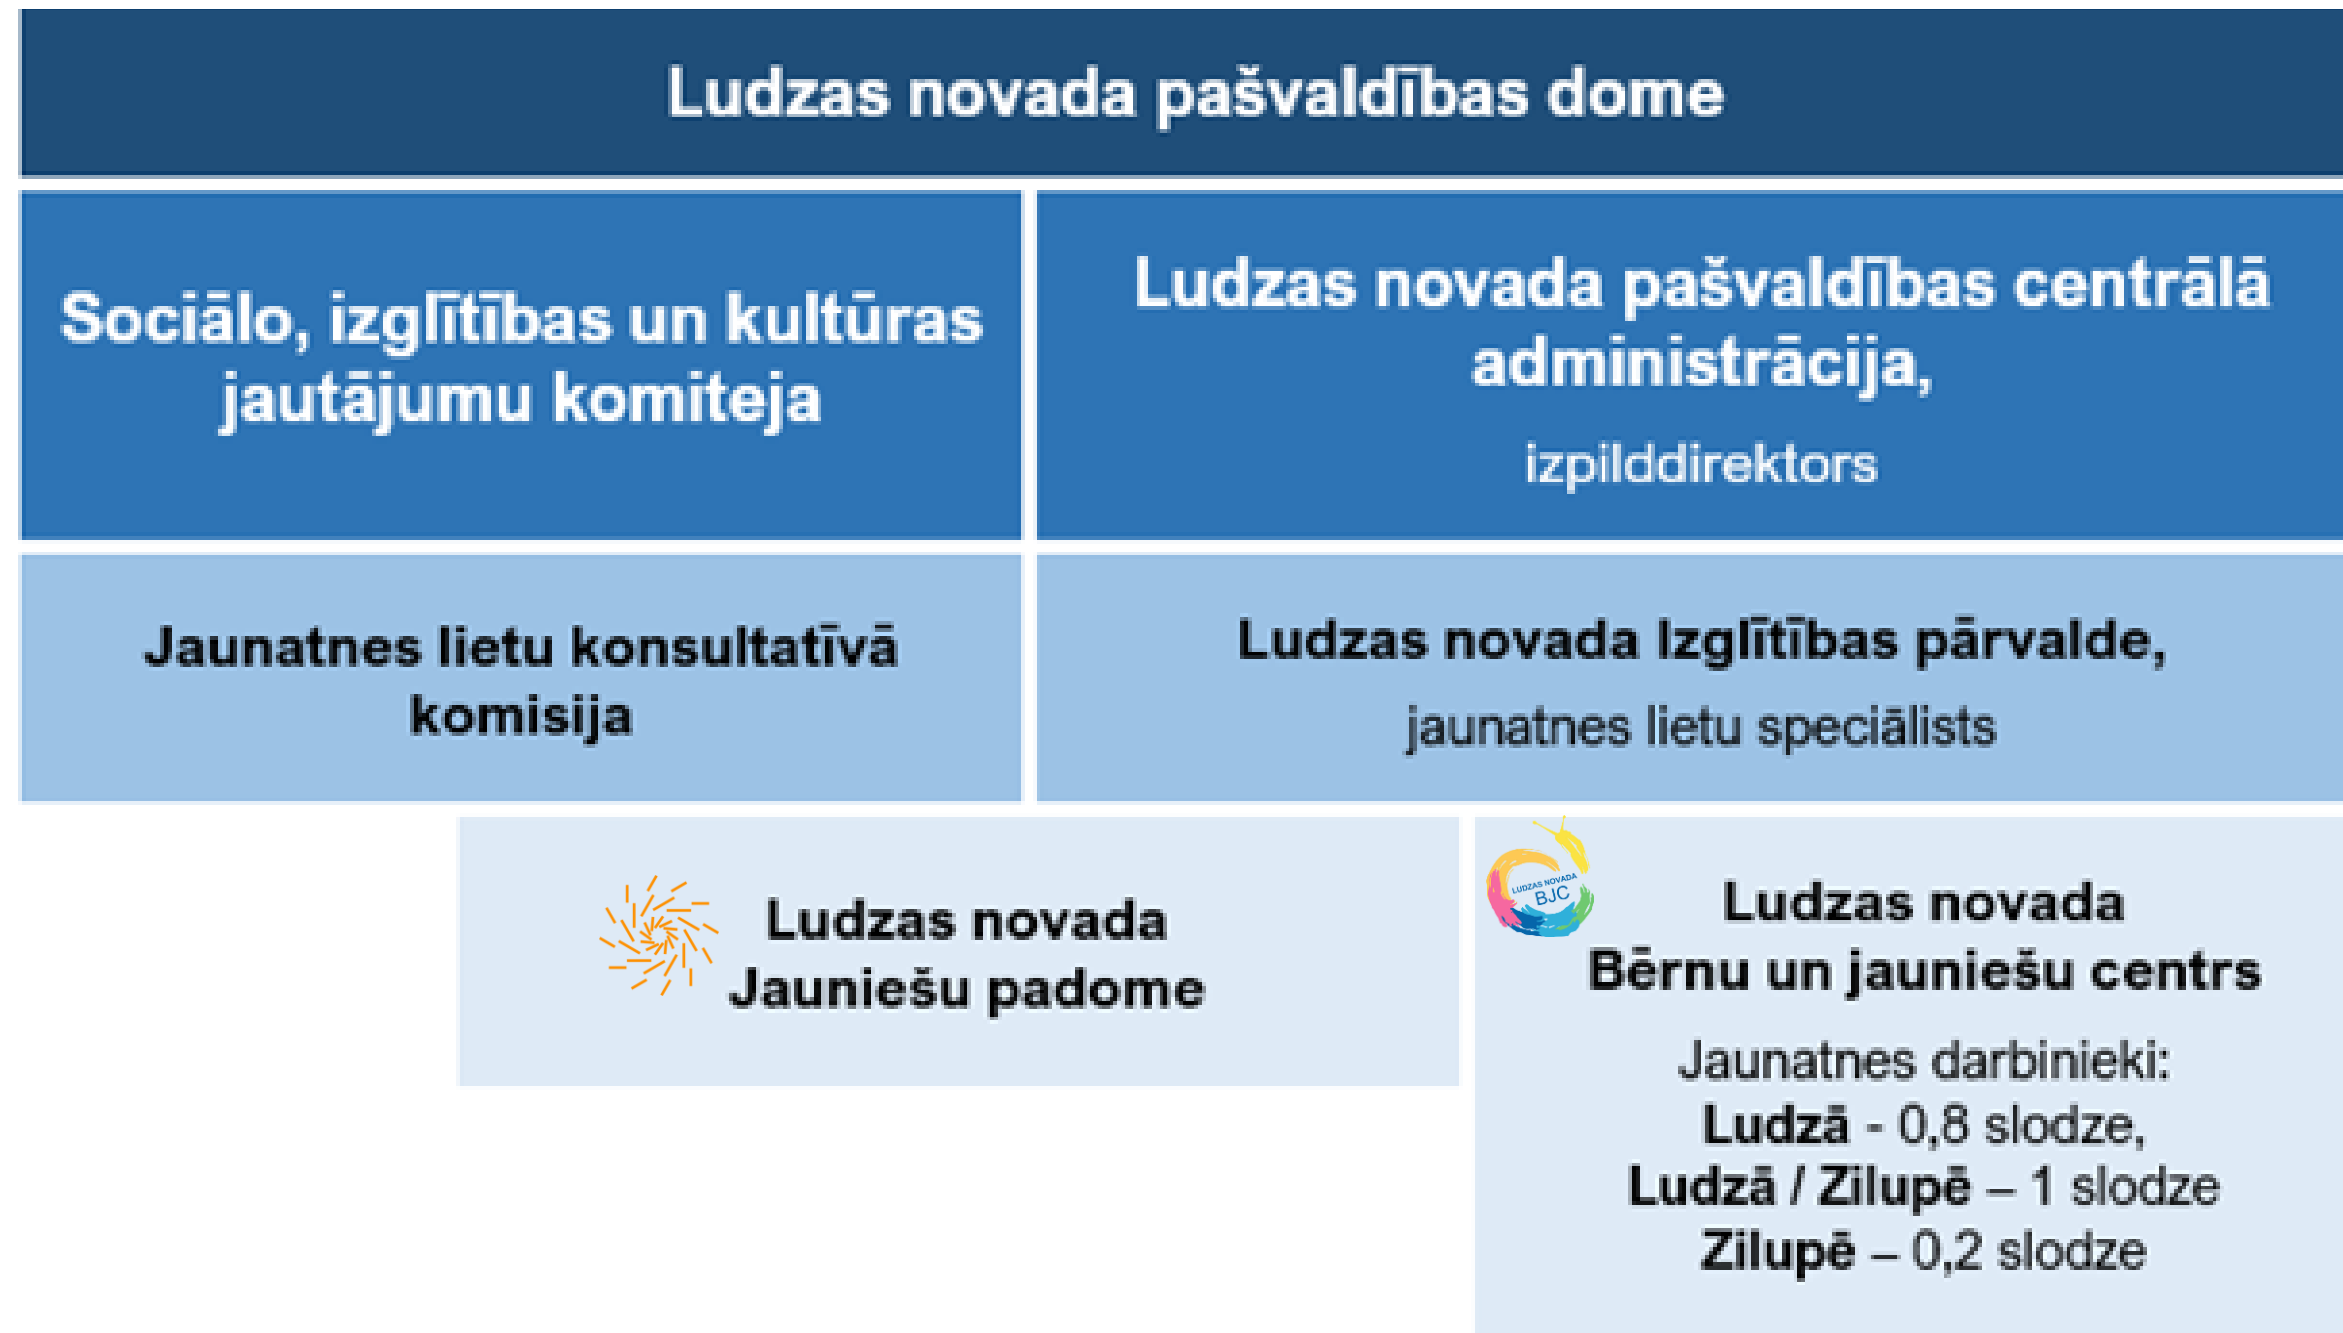 Ludzas novada pašvaldības dome
Sociālo, izglītības un kultūras
jautājumu komiteja
Ludzas novada pašvaldības centrālā
administrācija,
izpilddirektors
Jaunatnes lietu konsultatīvā
komisija
Ludzas novada Izglītības pārvalde,
jaunatnes lietu speciālists
Ludzas novada
Jauniešu padome
LUDZAS NOVADA
BJC
Ludzas novada
Bērnu un jauniešu centrs
Jaunatnes darbinieki:
Ludzā - 0,8 slodze,
Ludzā / Zilupē – 1 slodze
Zilupē – 0,2 slodze